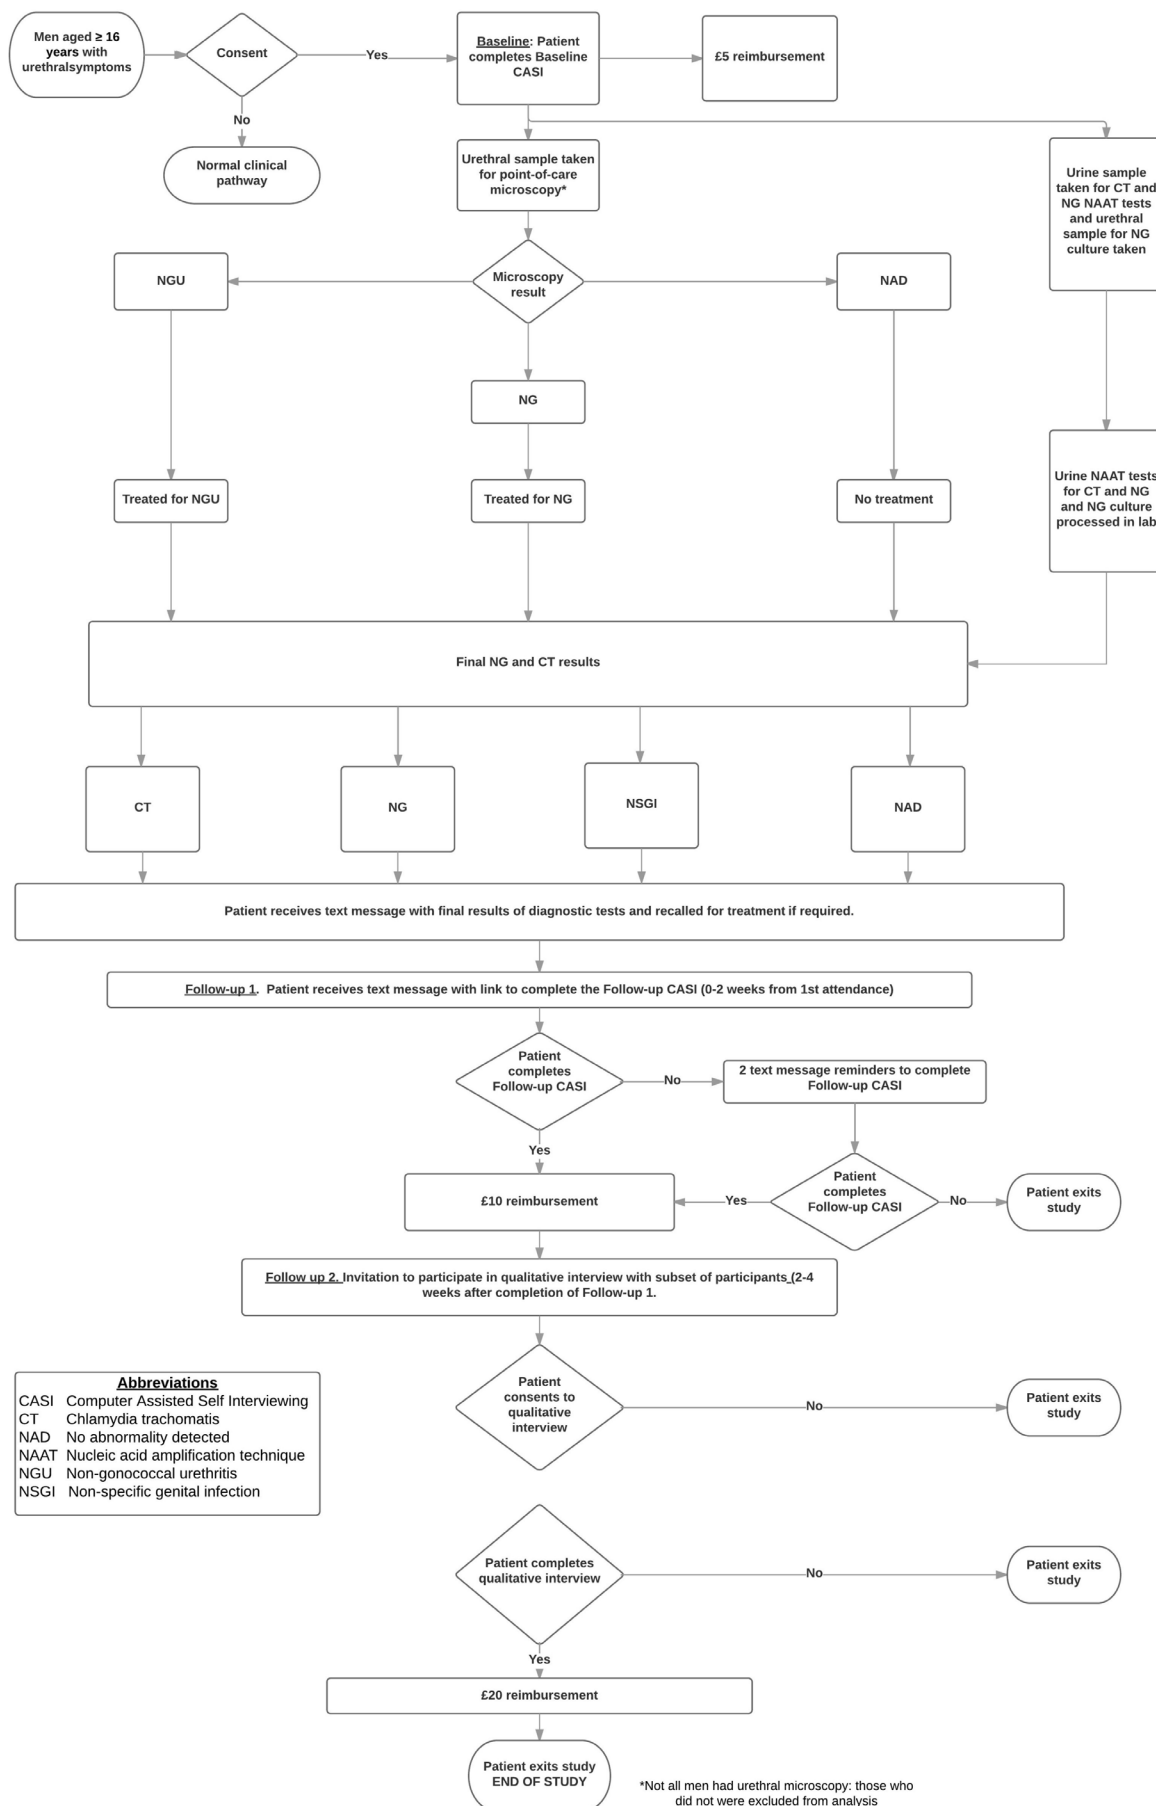 Men aged ≥ 16
years with
urethralsymptoms
Consent
Yes
Baseline: Patient
completes Baseline
CASI
£5 reimbursement
No
Normal clinical
pathway
Urethral sample taken
for point-of-care
microscopy*
Urine sample
taken for CT and
NG NAAT tests
and urethral
sample for NG
culture taken
NGU
Microscopy
result
NAD
NG
Treated for NGU
Treated for NG
No treatment
Urine NAAT tests
for CT and NG
and NG culture
processed in lab
Final NG and CT results
CT
NG
NSGI
NAD
Patient receives text message with final results of diagnostic tests and recalled for treatment if required.
Follow-up 1. Patient receives text message with link to complete the Follow-up CASI (0-2 weeks from 1st attendance)
Patient
completes
Follow-up CASI
No
2 text message reminders to complete
Follow-up CASI
Yes
£10 reimbursement
Yes
Patient
completes
Follow-up CASI
No
Patient exits
study
Follow up 2. Invitation to participate in qualitative interview with subset of participants (2-4
weeks after completion of Follow-up 1.
Patient
consents to
qualitative
interview
No
Patient exits
study
Abbreviations
CASI Computer Assisted Self Interviewing
CT Chlamydia trachomatis
NAD No abnormality detected
NAAT Nucleic acid amplification technique
NGU Non-gonococcal urethritis
NSGI Non-specific genital infection
Patient completes
qualitative interview
No
Patient exits
study
Yes
£20 reimbursement
Patient exits study
END OF STUDY
*Not all men had urethral microscopy: those who
did not were excluded from analysis